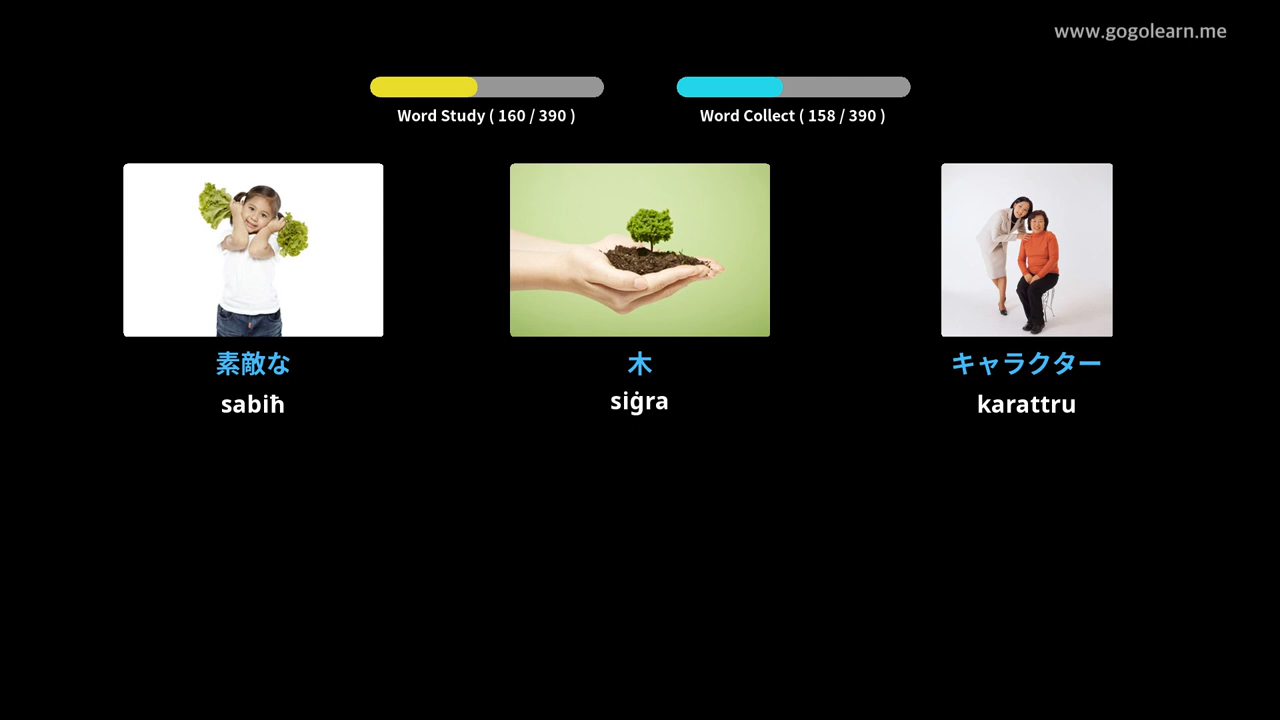 www.gogolearn.me
Word Study ( 160 / 390 )
Word Collect ( 158 / 390 )
素敵な
木
キャラクター
sabiħ
siġra
karattru